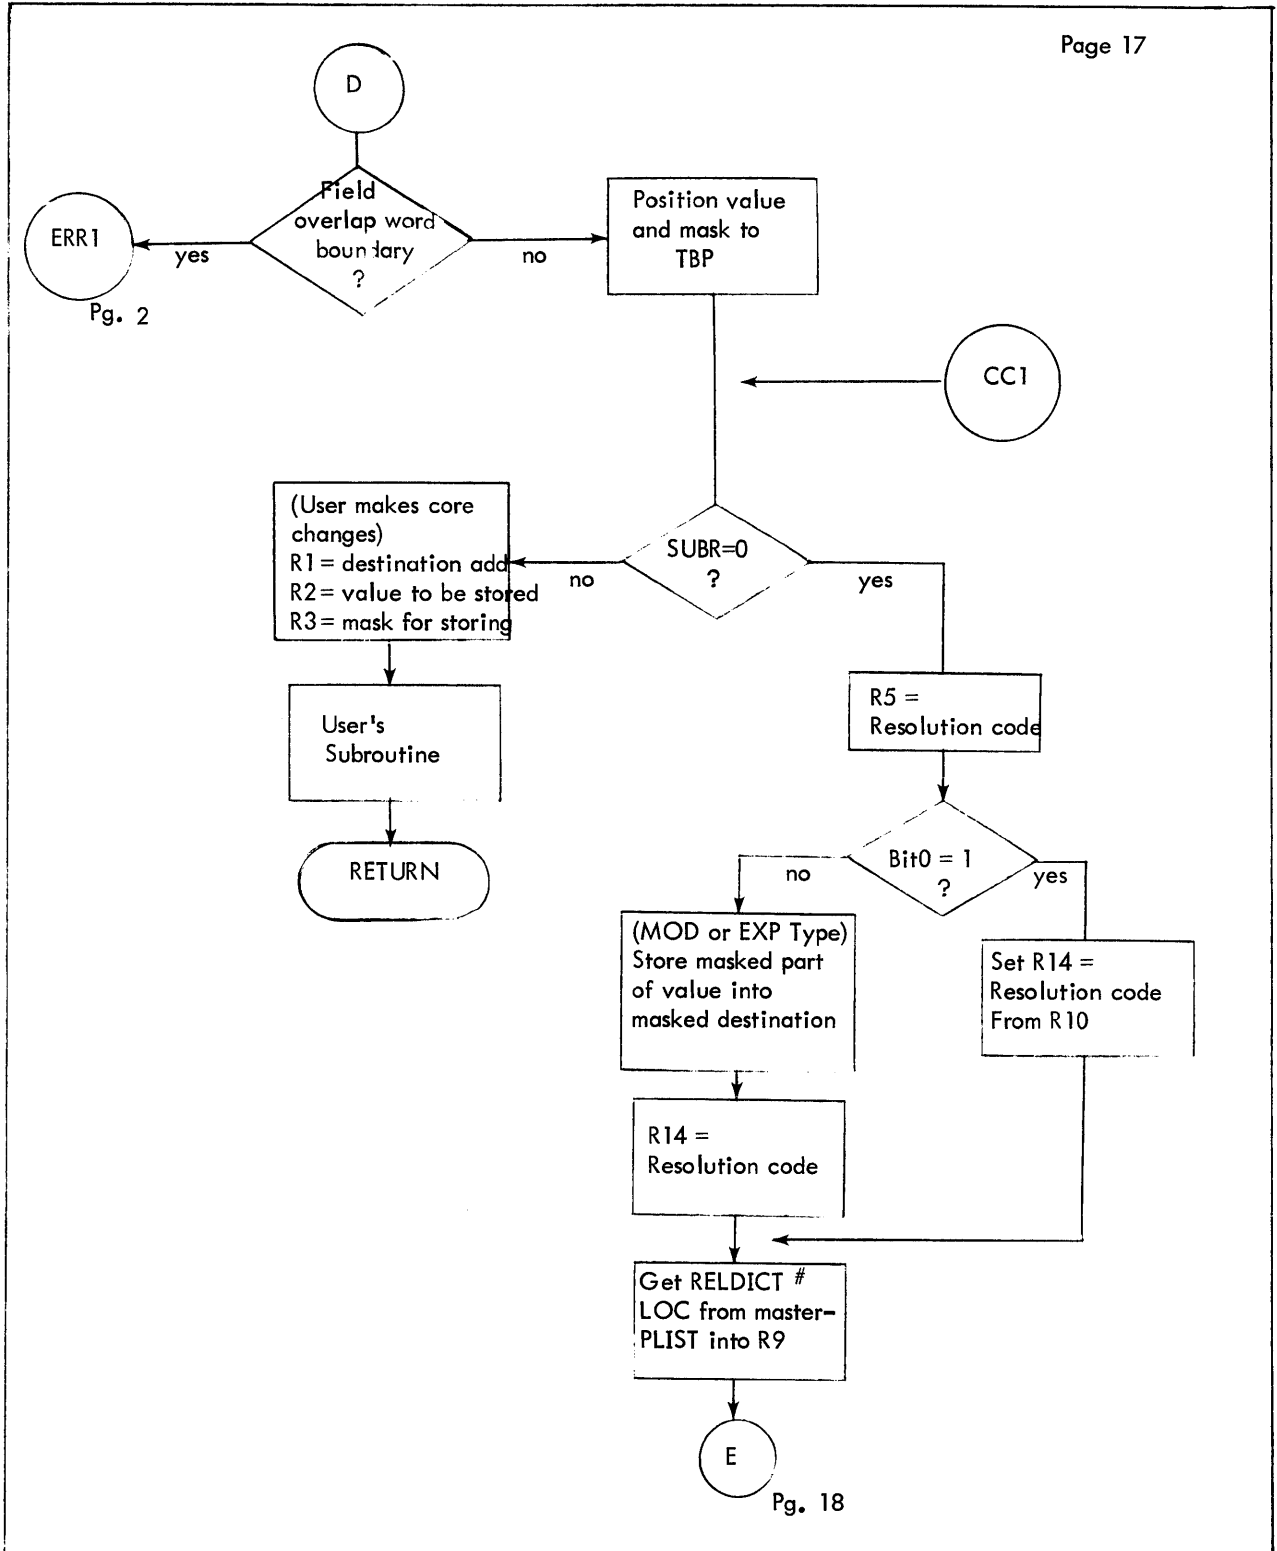 Page 17
D
Field
overlap word
boundary
?
yes
no
ERR1
Pg. 2
Position value
and mask to
TBP
CC1
SUBR=0
?
no
yes
(User makes core
changes)
R1 = destination add
R2 = value to be stored
R3 = mask for storing
User's
Subroutine
RETURN
R5 =
Resolution code
Bit0 = 1
?
no
yes
(MOD or EXP Type)
Store masked part
of value into
masked destination
Set R14 =
Resolution code
From R10
R14 =
Resolution code
Get RELDICT #
LOC from master-
PLIST into R9
E
Pg. 18